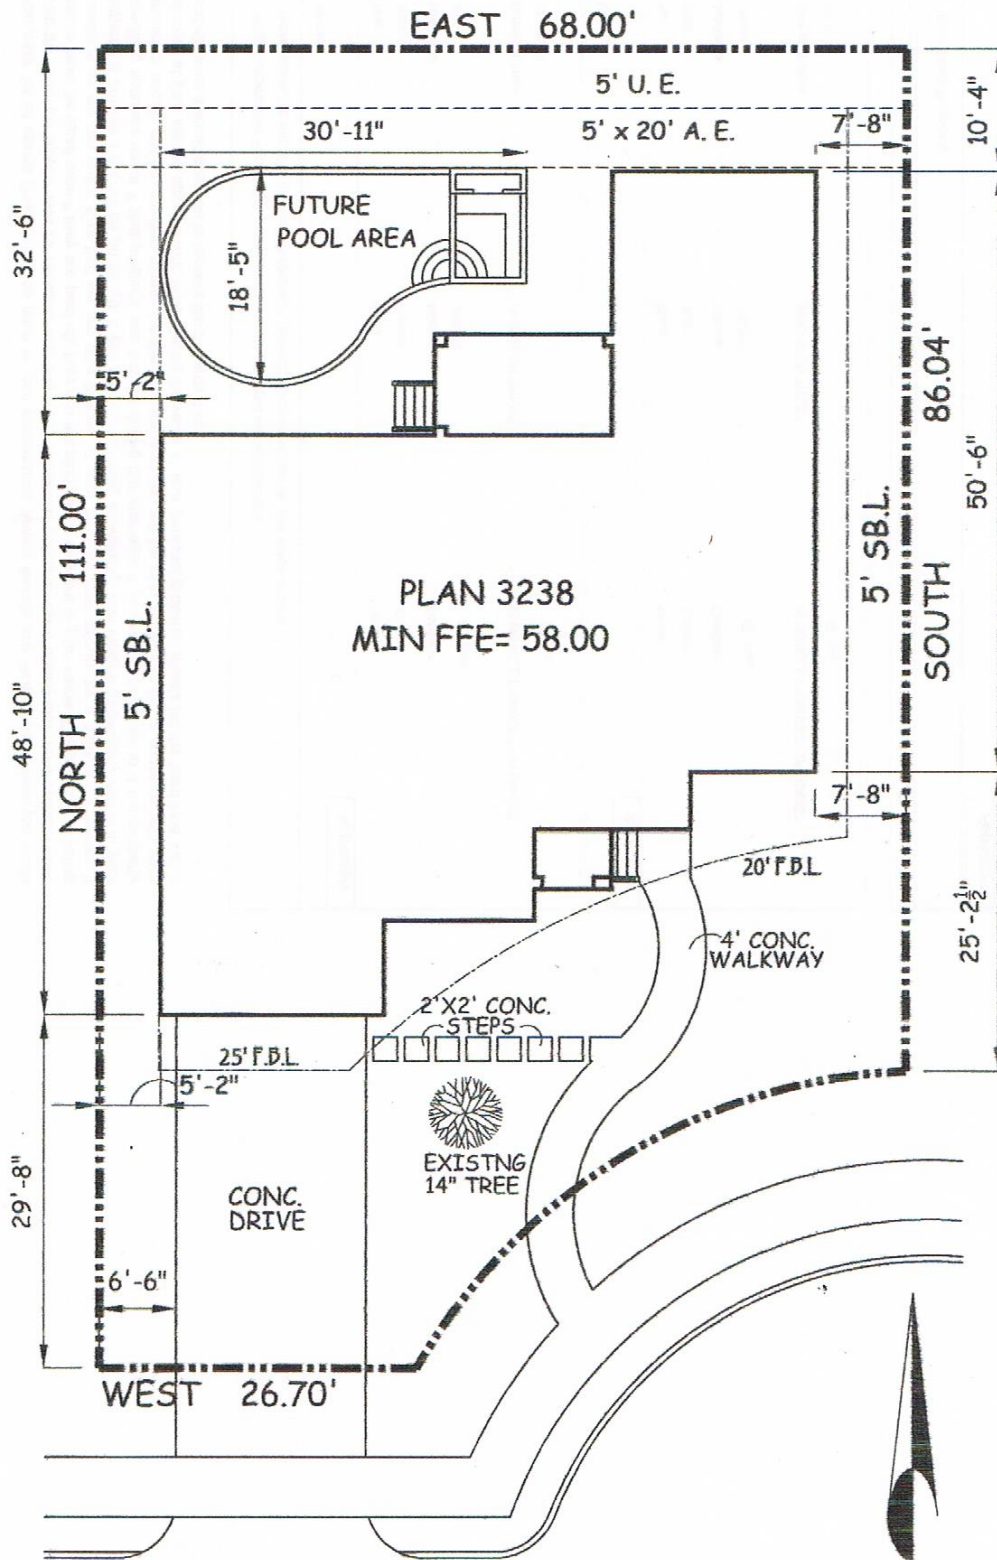 EAST 68.00'
5' U. E.
10'-4"
30'-11"
5' x 20' A. E.
7'-8"
FUTURE
POOL AREA
32'-6"
18'-5"
5'-2"
86.04'
50'-6"
111.00'
5' SB.L.
PLAN 3238
MIN FFE= 58.00
SOUTH
5' SB.L.
48'-10"
NORTH
7'-8"
20' F.B.L.
25'-2½"
4' CONC.
WALKWAY
2'X2' CONC.
STEPS
25' F.B.L.
5'-2"
EXISTNG
14" TREE
29'-8"
CONC.
DRIVE
6'-6"
WEST 26.70'